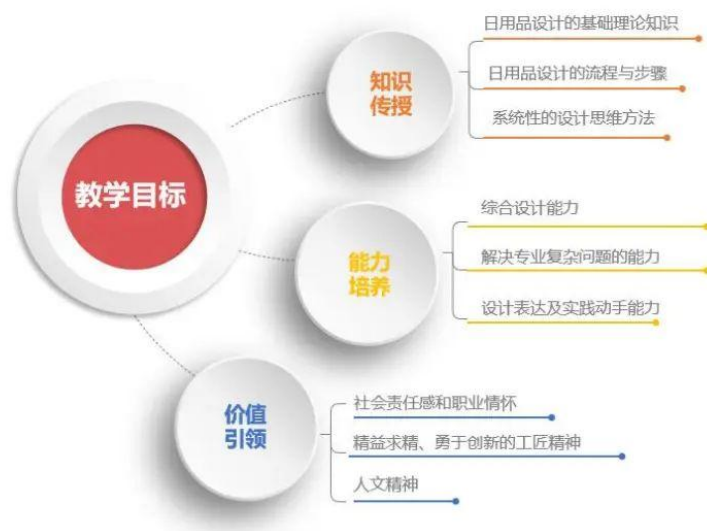 教学目标
知识
传授
日用品设计的基础理论知识
日用品设计的流程与步骤
系统性的设计思维方法
能力
培养
综合设计能力
解决专业复杂问题的能力
设计表达及实践动手能力
价值
引领
社会责任感和职业情怀
精益求精、勇于创新的工匠精神
人文精神